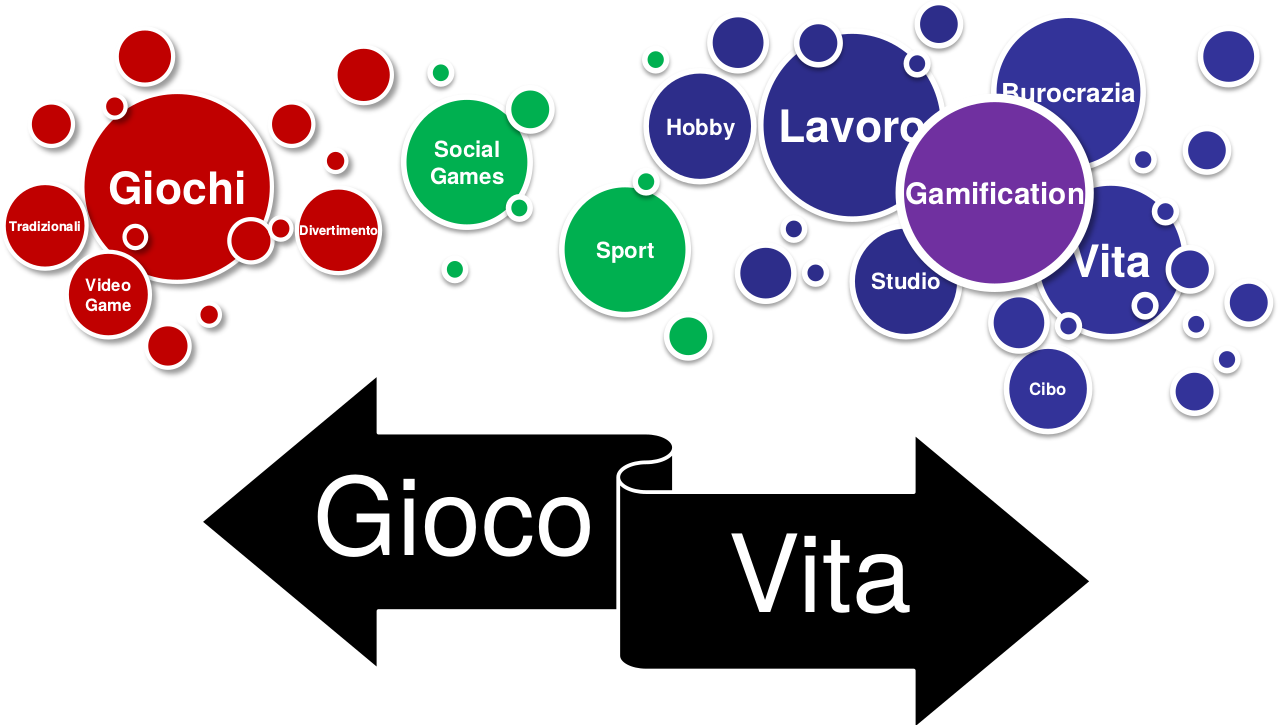 Giochi
Tradizionali
Video
Game
Divertimento
Social
Games
Sport
Hobby
Lavoro
Burocrazia
Gamification
Studio
Vita
Cibo
Gioco
Vita